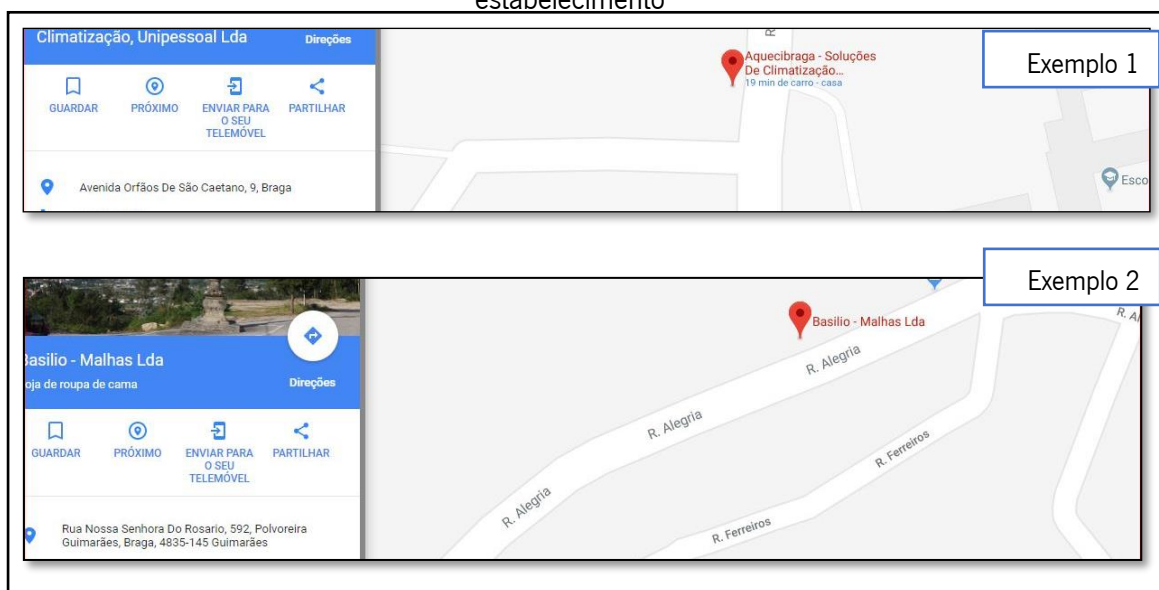 estabelecimento
Climatização, Unipessoal Lda
Direções
GUARDAR
PRÓXIMO
ENVIAR PARA
O SEU
TELEMÓVEL
PARTILHAR
Avenida Orfãos De São Caetano, 9, Braga
R
Aquecibraga - Soluções
De Climatização...
19 min de carro - casa
Esco
Exemplo 1
Basilio - Malhas Lda
oja de roupa de cama
Direções
GUARDAR
PRÓXIMO
ENVIAR PARA
O SEU
TELEMÓVEL
PARTILHAR
Rua Nossa Senhora Do Rosario, 592, Polvoreira
Guimarães, Braga, 4835-145 Guimarães
Basilio - Malhas Lda
R. Alegria
R. Alegria
R. Alegria
R. Ferreiros
R. Ferreiros
R. Al
Exemplo 2